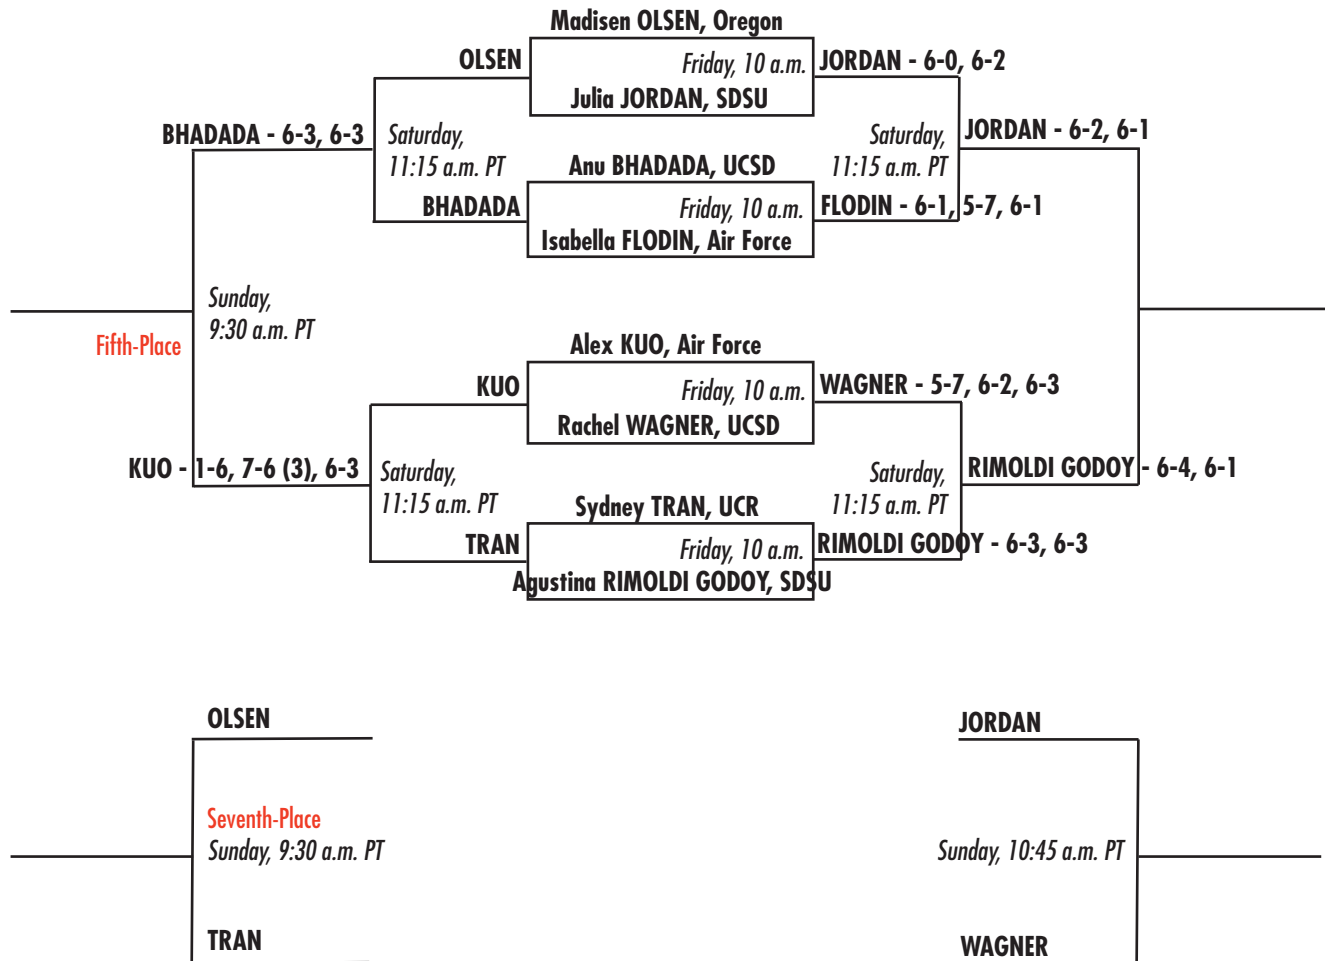 Madisen OLSEN, Oregon
OLSEN
Friday, 10 a.m.
JORDAN - 6-0, 6-2
Julia JORDAN, SDSU
BHADADA - 6-3, 6-3
Saturday,
11:15 a.m. PT
Saturday,
11:15 a.m. PT
JORDAN - 6-2, 6-1
Anu BHADADA, UCSD
BHADADA
Friday, 10 a.m.
FLODIN - 6-1, 5-7, 6-1
Isabella FLODIN, Air Force
Sunday,
9:30 a.m. PT
Fifth-Place
Alex KUO, Air Force
KUO
Friday, 10 a.m.
WAGNER - 5-7, 6-2, 6-3
Rachel WAGNER, UCSD
KUO - 1-6, 7-6 (3), 6-3
Saturday,
11:15 a.m. PT
Saturday,
11:15 a.m. PT
RIMOLDI GODOY - 6-4, 6-1
Sydney TRAN, UCR
TRAN
Friday, 10 a.m.
RIMOLDI GODOY - 6-3, 6-3
Agustina RIMOLDI GODOY, SDSU
OLSEN
JORDAN
Seventh-Place
Sunday, 9:30 a.m. PT
Sunday, 10:45 a.m. PT
TRAN
WAGNER